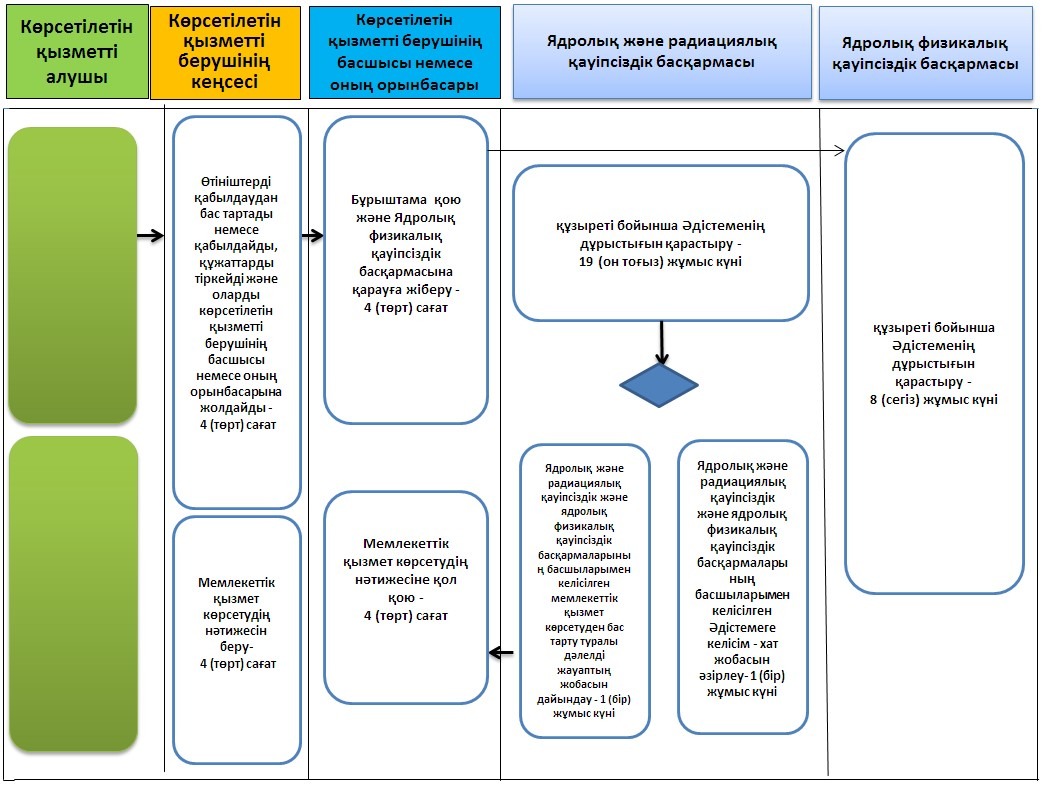 Көрсетілетін
қызметті
алушы
Көрсетілетін
қызметті
берушінің
кеңсесі
Көрсетілетін
қызметті берушінің
басшысы немесе
оның орынбасары
Ядролық және радиациялық
қауіпсіздік басқармасы
Ядролық физикалық
қауіпсіздік басқармасы
Өтініштерді
қабылдаудан
бас тартады
немесе
қабылдайды,
құжаттарды
тіркейді және
оларды
көрсетілетін
қызметті
берушінің
басшысы
немесе оның
орынбасарына
жолдайды -
4 (төрт) сағат
Бұрыштама қою
және Ядролық
физикалық
қауіпсіздік
басқармасына
қарауға жіберу -
4 (төрт) сағат
құзыреті бойынша Әдістеменің
дұрыстығын қарастыру -
19 (он тоғыз) жұмыс күні
құзыреті бойынша
Әдістеменің
дұрыстығын
қарастыру -
8 (сегіз) жұмыс күні
Мемлекеттік
қызмет
көрсетудің
нәтижесін
беру-
4 (төрт) сағат
Мемлекеттік
қызмет көрсетудің
нәтижесіне қол
қою -
4 (төрт) сағат
Ядролық және
радиациялық
қауіпсіздік және
ядролық
физикалық
қауіпсіздік
басқармаларыны
ң басшыларымен
келісілген
мемлекеттік
қызмет
көрсетуден бас
тарту туралы
дәлелді
жауаптың
жобасын
дайындау - 1 (бір)
жұмыс күні
Ядролық және
радиациялық
қауіпсіздік
және ядролық
физикалық
қауіпсіздік
басқармалары
ның
басшыларымен
келісілген
Әдістемеге
келісім - хат
жобасын
әзірлеу- 1 (бір)
жұмыс күні